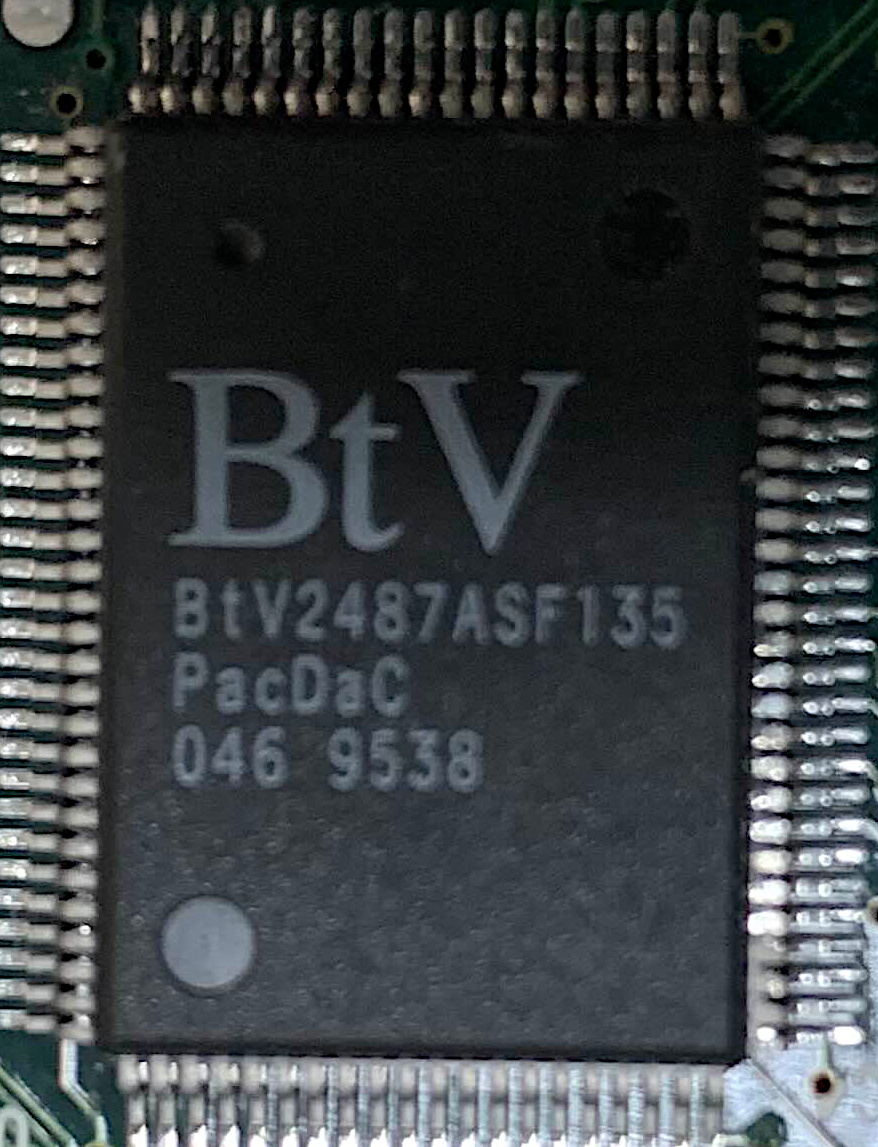 BtV
BtV2487ASF135
PacDaC
046 9538